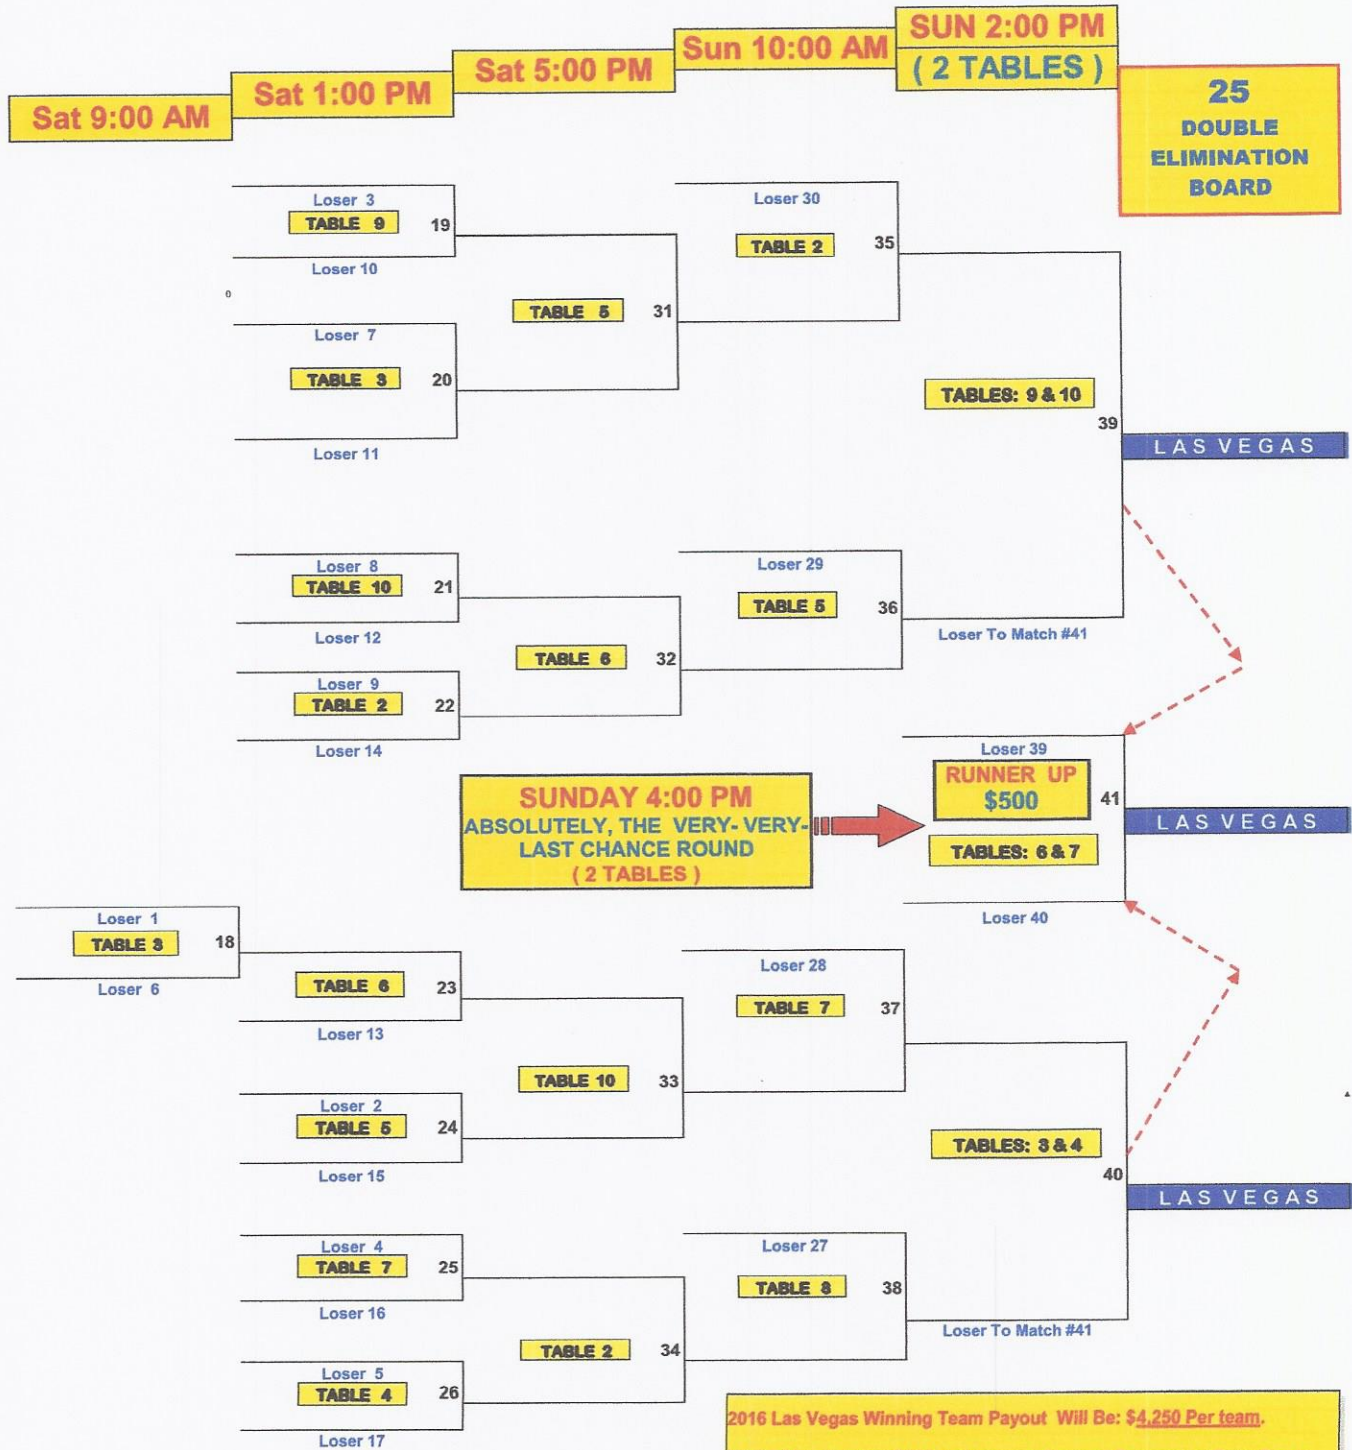 Sat 9:00 AM
Sat 1:00 PM
Sat 5:00 PM
Sun 10:00 AM
SUN 2:00 PM
( 2 TABLES )
25
DOUBLE
ELIMINATION
BOARD
Loser 3
TABLE 9
19
Loser 10
0
Loser 7
TABLE 3
20
Loser 11
TABLE 5
31
Loser 30
TABLE 2
35
TABLES: 9 & 10
39
LAS VEGAS
Loser 8
TABLE 10
21
Loser 12
Loser 9
TABLE 2
22
Loser 14
TABLE 6
32
Loser 29
TABLE 5
36
Loser To Match #41
SUNDAY 4:00 PM
ABSOLUTELY, THE VERY- VERY-
LAST CHANCE ROUND
( 2 TABLES )
Loser 39
RUNNER UP
$500
41
TABLES: 6 & 7
Loser 40
LAS VEGAS
Loser 1
TABLE 3
18
Loser 6
TABLE 6
23
Loser 13
Loser 2
TABLE 5
24
Loser 15
TABLE 10
33
Loser 28
TABLE 7
37
TABLES: 3 & 4
40
LAS VEGAS
Loser 4
TABLE 7
25
Loser 16
Loser 5
TABLE 4
26
Loser 17
TABLE 2
34
Loser 27
TABLE 8
38
Loser To Match #41
2016 Las Vegas Winning Team Payout Will Be: $4,250 Per team.